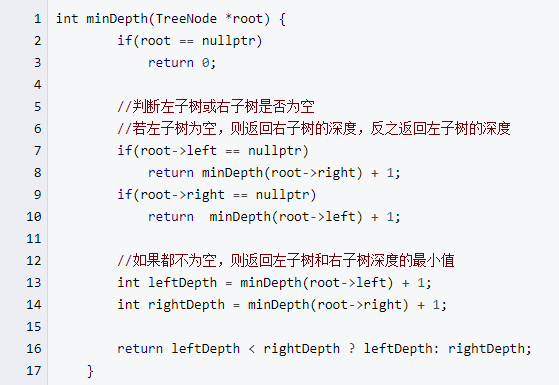 1 int minDepth(TreeNode *root) {
2 if(root == nullptr)
3 return 0;
4
5 //判断左子树或右子树是否为空
6 //若左子树为空，则返回右子树的深度，反之返回左子树的深度
7 if(root->left == nullptr)
8 return minDepth(root->right) + 1;
9 if(root->right == nullptr)
10 return  minDepth(root->left) + 1;
11
12 //如果都不为空，则返回左子树和右子树深度的最小值
13 int leftDepth = minDepth(root->left) + 1;
14 int rightDepth = minDepth(root->right) + 1;
15
16 return leftDepth < rightDepth ? leftDepth: rightDepth;
17 }